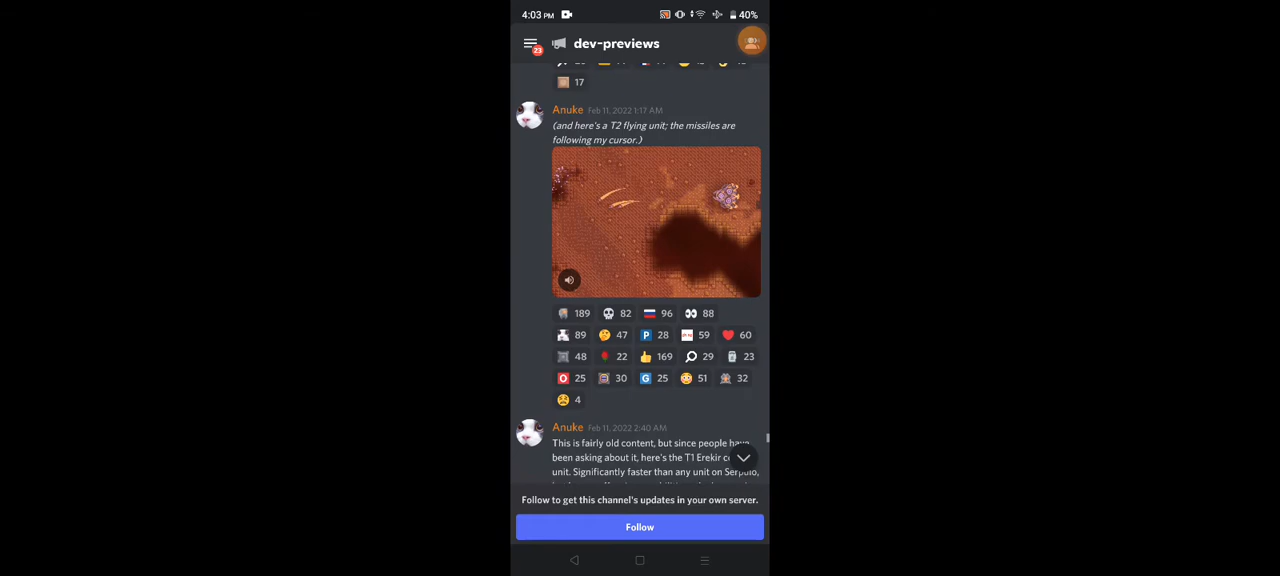 4:03 PM 40%
23 dev-previews
17
Anuke Feb 11, 2022 1:17 AM
(and here's a T2 flying unit; the missiles are
following my cursor.)
189 82 96 88
89 47 P 28 59 60
48 22 169 29 23
O 25 30 G 25 51 32
4
Anuke Feb 11, 2022 2:40 AM
This is fairly old content, but since people have
been asking about it, here's the T1 Erekir
unit. Significantly faster than any unit on Serpulo,
Follow to get this channel's updates in your own server.
Follow